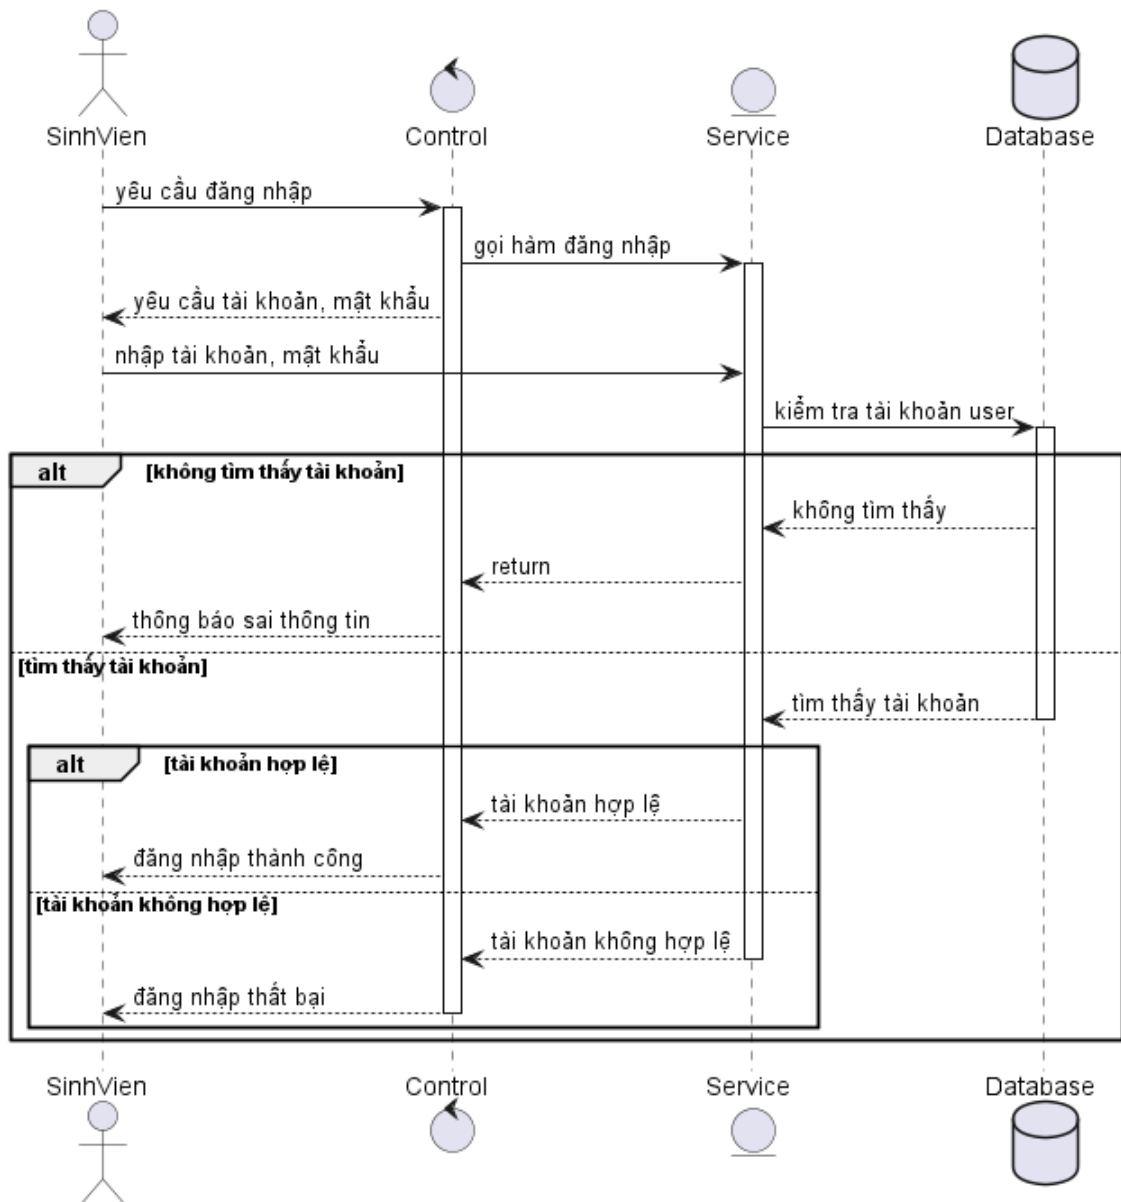 SinhVien
Control
Service
Database
yêu cầu đăng nhập
gọi hàm đăng nhập
yêu cầu tài khoản, mật khẩu
nhập tài khoản, mật khẩu
kiểm tra tài khoản user
alt
[không tìm thấy tài khoản]
không tìm thấy
return
thông báo sai thông tin
[tìm thấy tài khoản]
tìm thấy tài khoản
alt
[tài khoản hợp lệ]
tài khoản hợp lệ
đăng nhập thành công
[tài khoản không hợp lệ]
tài khoản không hợp lệ
đăng nhập thất bại
SinhVien
Control
Service
Database